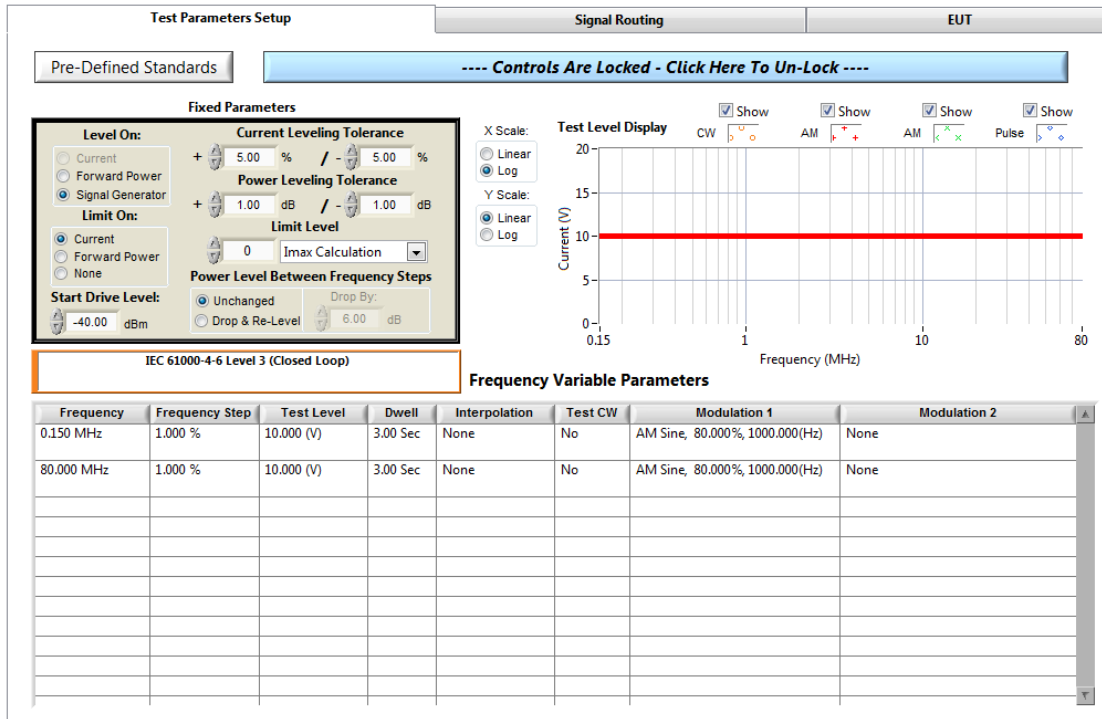 Test Parameters Setup
Signal Routing
EUT
Pre-Defined Standards
---- Controls Are Locked - Click Here To Un-Lock ----
Fixed Parameters
Level On:
Current
Forward Power
Signal Generator
Limit On:
Current
Forward Power
None
Start Drive Level:
-40.00 dBm
Current Leveling Tolerance
+ 5.00 % / - 5.00 %
Power Leveling Tolerance
+ 1.00 dB / - 1.00 dB
Limit Level
0 Imax Calculation
Power Level Between Frequency Steps
Unchanged
Drop & Re-Level
Drop By:
6.00 dB
IEC 61000-4-6 Level 3 (Closed Loop)
X Scale:
Linear
Log
Y Scale:
Linear
Log
Test Level Display
Show Show Show Show
CW AM AM Pulse
Current (V)
20
15
10
5
0
0.15 1 10 80
Frequency (MHz)
Frequency Variable Parameters
Frequency Frequency Step Test Level Dwell Interpolation Test CW Modulation 1 Modulation 2
0.150 MHz 1.000 % 10.000 (V) 3.00 Sec None No AM Sine, 80.000%, 1000.000(Hz) None
80.000 MHz 1.000 % 10.000 (V) 3.00 Sec None No AM Sine, 80.000%, 1000.000(Hz) None